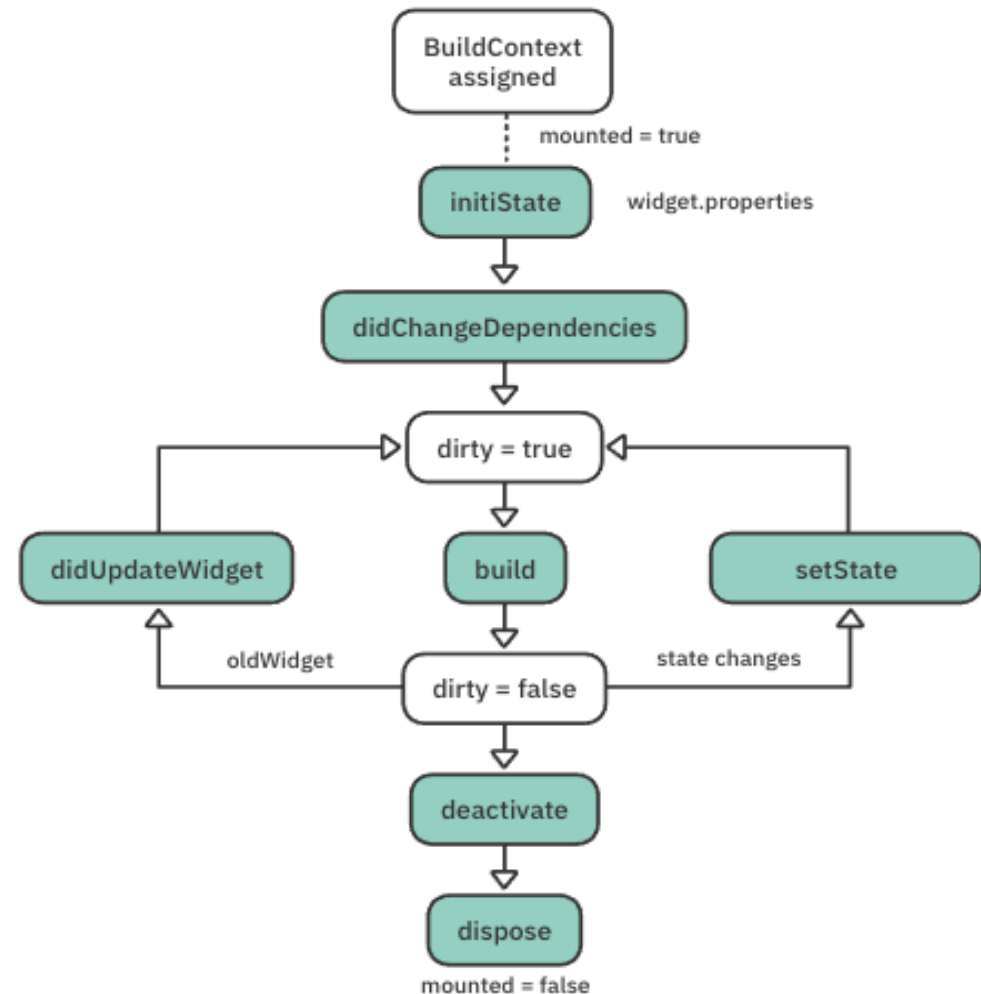 BuildContext
assigned
mounted = true
initiState
widget.properties
didChangeDependencies
dirty = true
didUpdateWidget
build
setState
oldWidget
state changes
dirty = false
deactivate
dispose
mounted = false